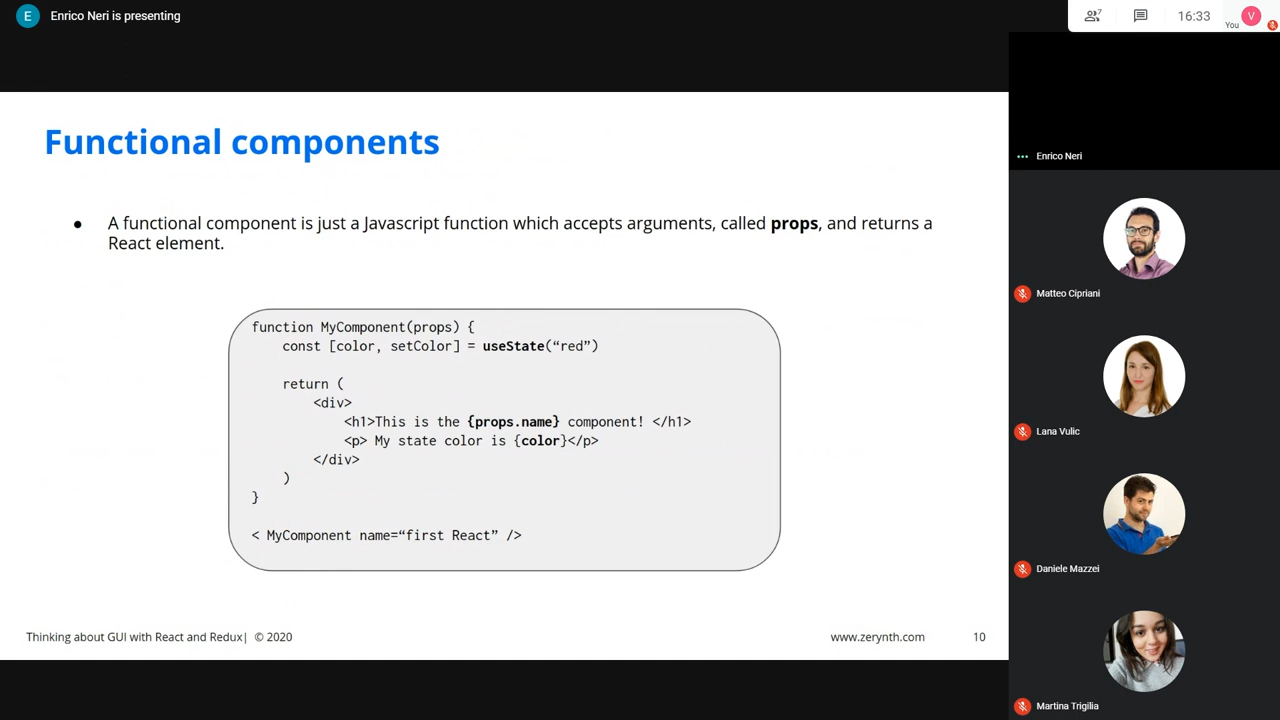 E Enrico Neri is presenting
7
16:33
You
V
Functional components
● A functional component is just a Javascript function which accepts arguments, called props, and returns a
React element.
function MyComponent(props) {
    const [color, setColor] = useState(“red”)
    return (
        <div>
            <h1>This is the {props.name} component! </h1>
            <p> My state color is {color}</p>
        </div>
    )
}
< MyComponent name=“first React” />
Thinking about GUI with React and Redux| © 2020
www.zerynth.com
10
Enrico Neri
Matteo Cipriani
Lana Vulic
Daniele Mazzei
Martina Trigilia